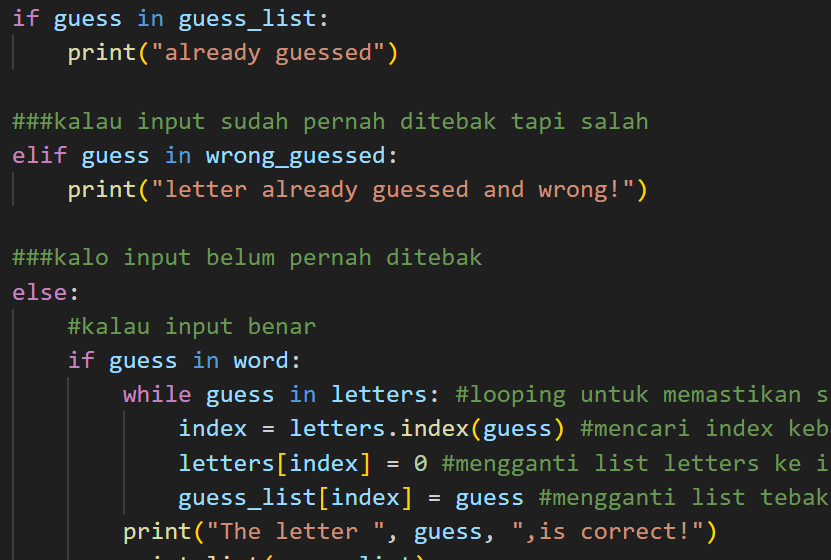 if guess in guess_list:
    print("already guessed")
###kalau input sudah pernah ditebak tapi salah
elif guess in wrong_guessed:
    print("letter already guessed and wrong!")
###kalo input belum pernah ditebak
else:
    #kalau input benar
    if guess in word:
        while guess in letters: #looping untuk memastikan s
            index = letters.index(guess) #mencari index keb
            letters[index] = 0 #mengganti list letters ke i
            guess_list[index] = guess #mengganti list tebak
        print("The letter ", guess, ",is correct!")